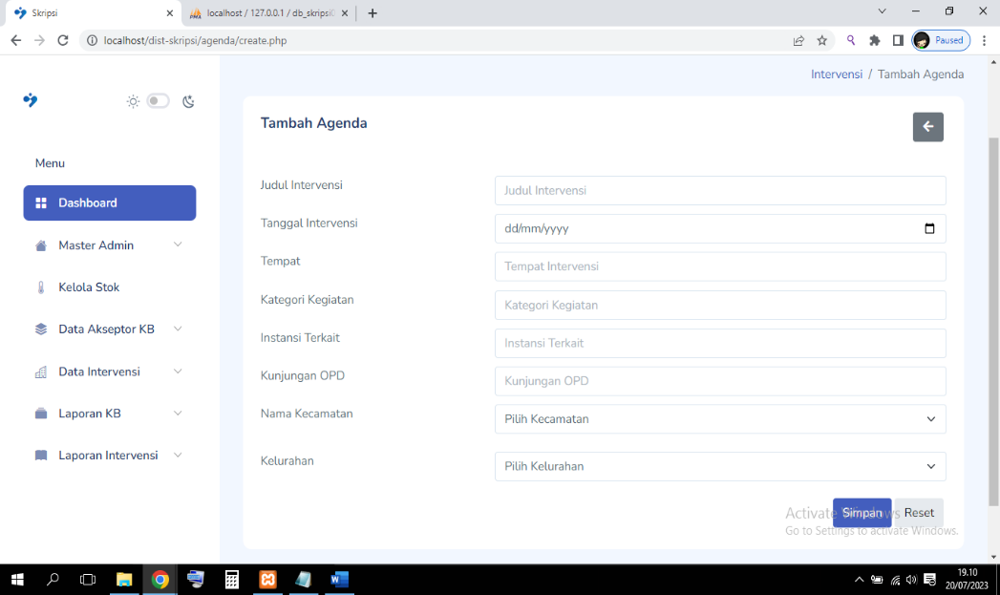 Skripsi
localhost / 127.0.0.1 / db_skripsi
localhost/dist-skripsi/agenda/create.php
Paused
Intervensi / Tambah Agenda
Tambah Agenda
Menu
Dashboard
Master Admin
Kelola Stok
Data Akseptor KB
Data Intervensi
Laporan KB
Laporan Intervensi
Judul Intervensi
Judul Intervensi
Tanggal Intervensi
dd/mm/yyyy
Tempat
Tempat Intervensi
Kategori Kegiatan
Kategori Kegiatan
Instansi Terkait
Instansi Terkait
Kunjungan OPD
Kunjungan OPD
Nama Kecamatan
Pilih Kecamatan
Kelurahan
Pilih Kelurahan
Simpan
Reset
Activate Windows
Go to Settings to activate Windows.
19.10
20/07/2023